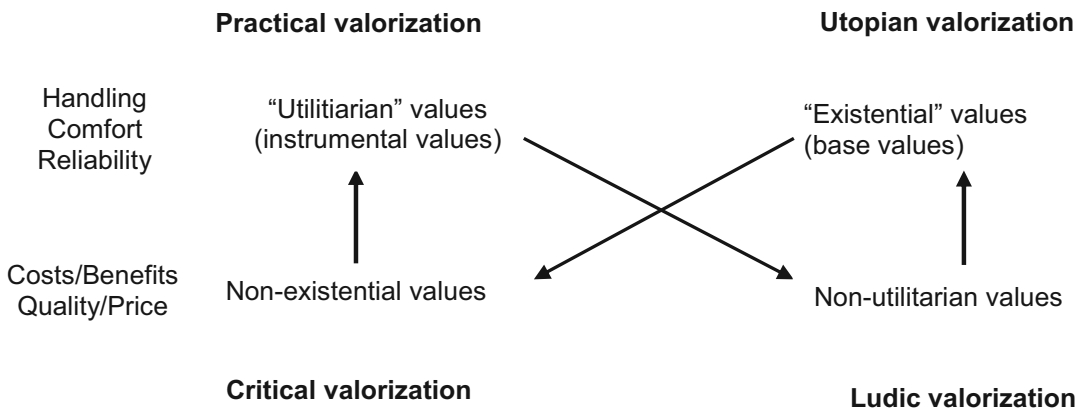 Practical valorization
Utopian valorization
Handling
Comfort
Reliability
“Utilitiarian” values
(instrumental values)
“Existential” values
(base values)
Costs/Benefits
Quality/Price
Non-existential values
Non-utilitarian values
Critical valorization
Ludic valorization